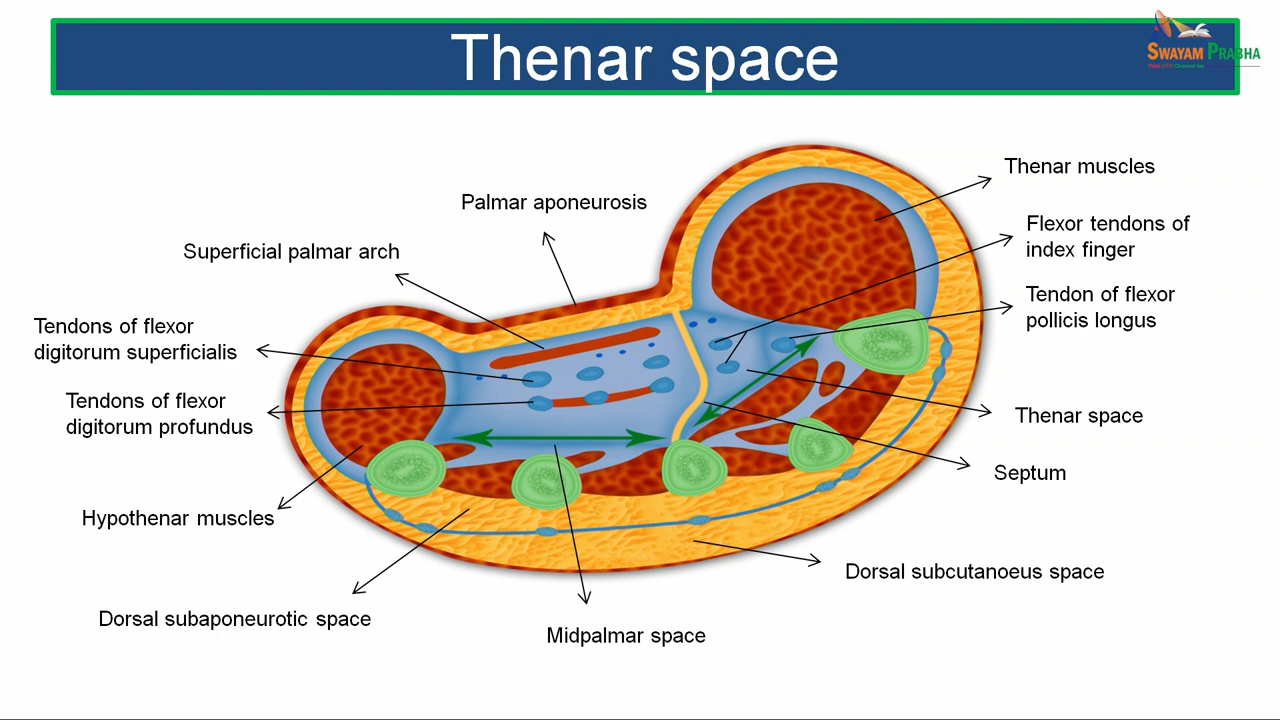 Thenar space
SWAYAM PRABHA
Thenar muscles
Palmar aponeurosis
Flexor tendons of
index finger
Superficial palmar arch
Tendon of flexor
pollicis longus
Tendons of flexor
digitorum superficialis
Tendons of flexor
digitorum profundus
Thenar space
Septum
Hypothenar muscles
Dorsal subcutanoeus space
Dorsal subaponeurotic space
Midpalmar space